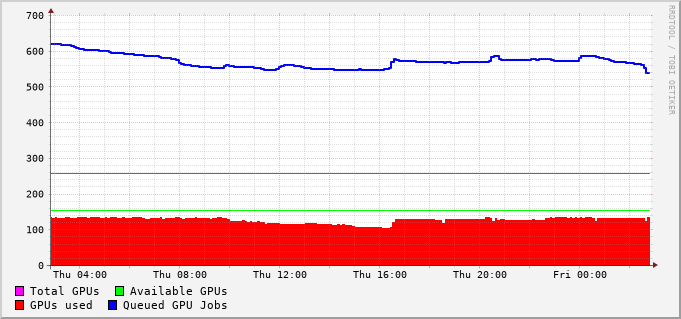 700
600
500
400
300
200
100
0
Thu 04:00 Thu 08:00 Thu 12:00 Thu 16:00 Thu 20:00 Fri 00:00
Total GPUs Available GPUs
GPUs used Queued GPU Jobs
RRDTOOL / TOBI OETIKER